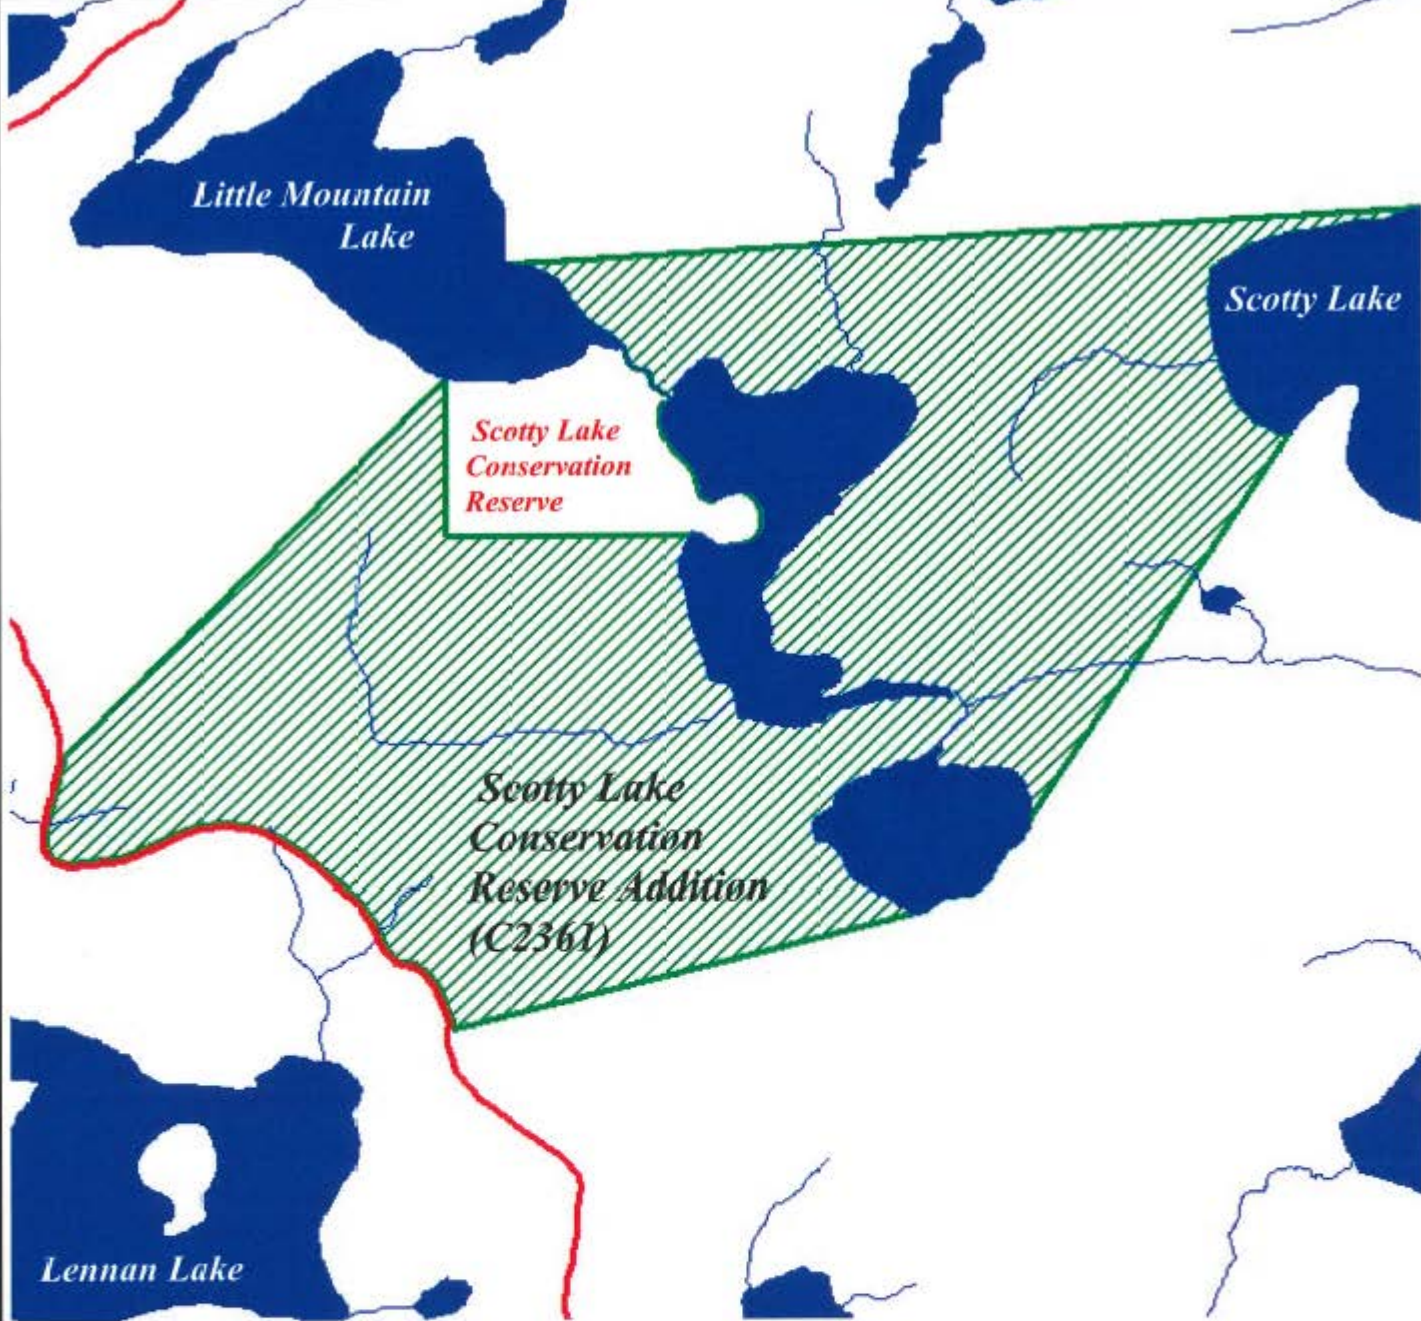 Little Mountain
Lake
Scotty Lake
Scotty Lake
Conservation
Reserve
Scotty Lake
Conservation
Reserve Addition
(C2361)
Lennan Lake